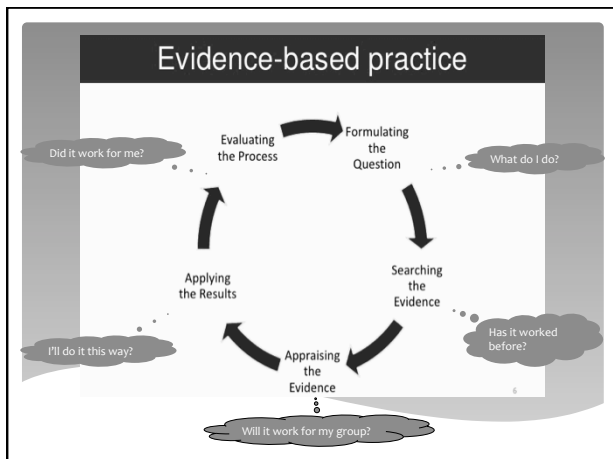 Evidence-based practice
Evaluating
the Process
Formulating
the
Question
Did it work for me?
What do I do?
Searching
the
Evidence
Applying
the Results
Has it worked
before?
I'll do it this way?
Appraising
the
Evidence
6
Will it work for my group?